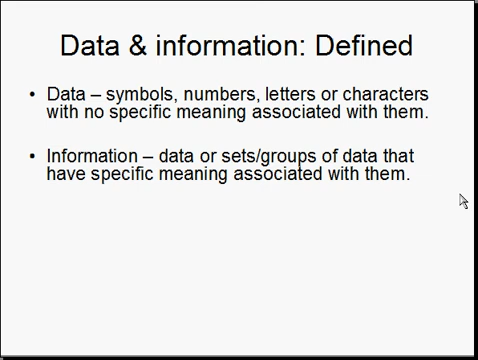 Data & information: Defined
• Data – symbols, numbers, letters or characters
with no specific meaning associated with them.
• Information – data or sets/groups of data that
have specific meaning associated with them.